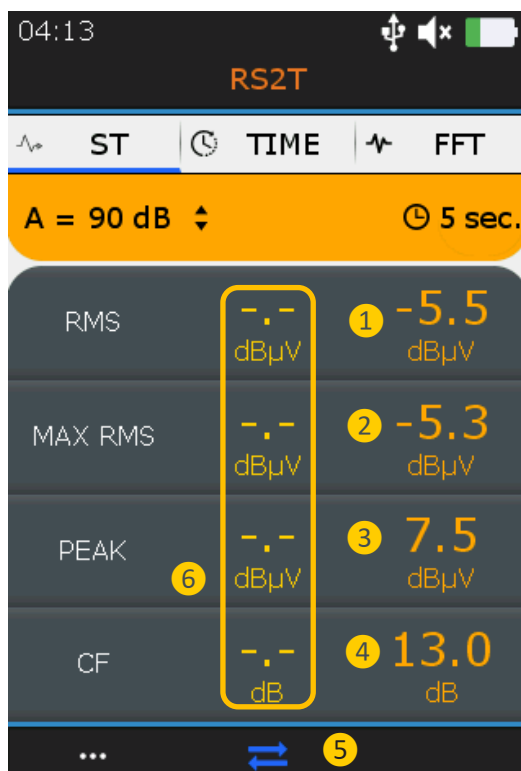 04:13
RS2T
ST TIME FFT
A = 90 dB 5 sec.
RMS -.- dBµV 1 -5.5 dBµV
MAX RMS -.- dBµV 2 -5.3 dBµV
PEAK -.- dBµV 3 7.5 dBµV
6
CF -.- dB 4 13.0 dB
... 5